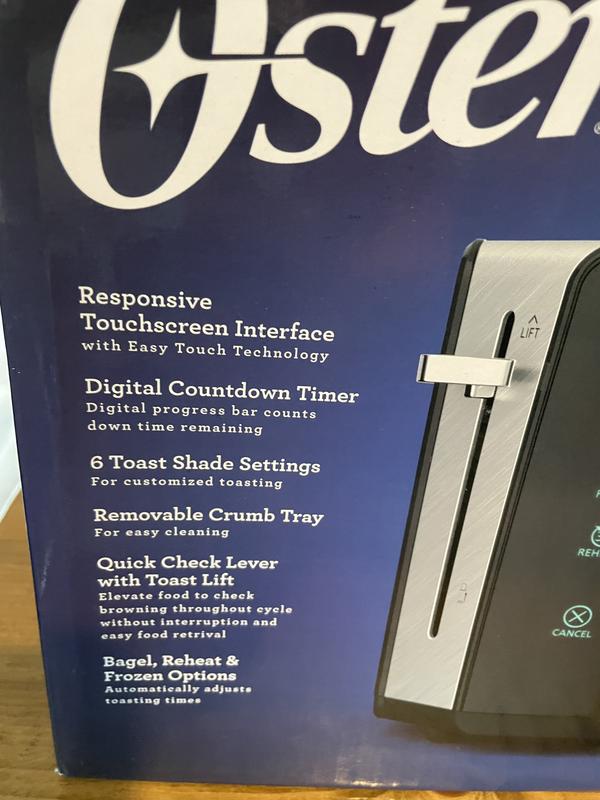 Oster
Responsive
Touchscreen Interface
with Easy Touch Technology
Digital Countdown Timer
Digital progress bar counts
down time remaining
6 Toast Shade Settings
For customized toasting
Removable Crumb Tray
For easy cleaning
Quick Check Lever
with Toast Lift
Elevate food to check
browning throughout cycle
without interruption and
easy food retrival
Bagel, Reheat &
Frozen Options
Automatically adjusts
toasting times
LIFT
REH
CANCEL